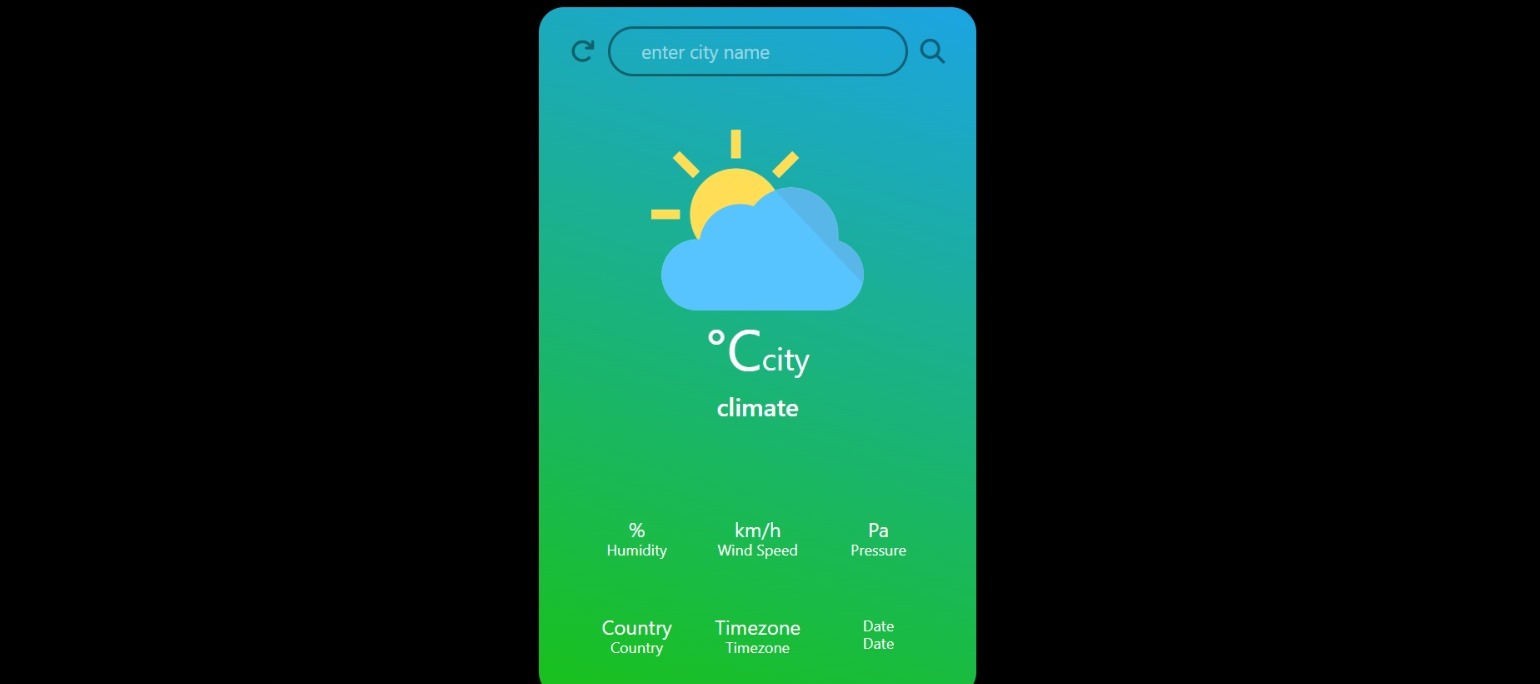 enter city name
°Ccity
climate
% km/h Pa
Humidity Wind Speed Pressure
Country Timezone Date
Country Timezone Date